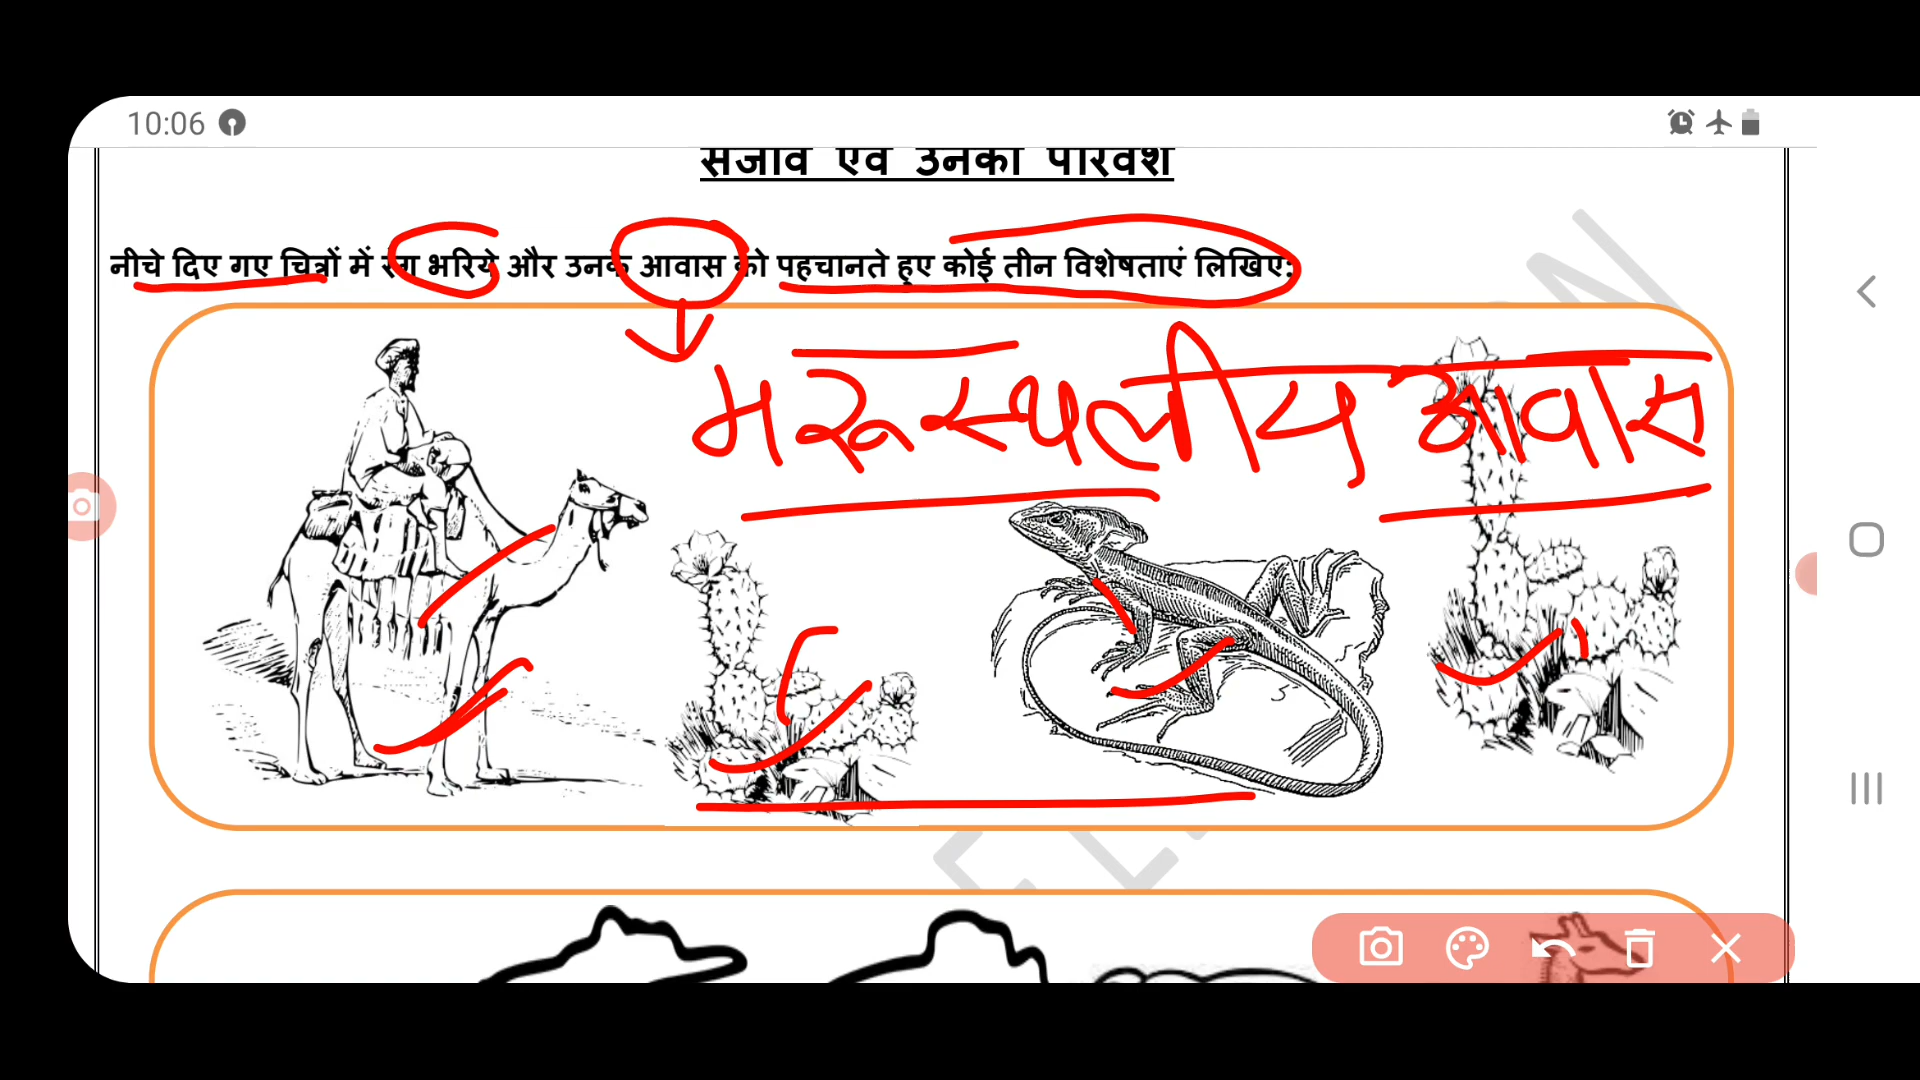 10:06
सजीव एवं उनका परिवेश
नीचे दिए गए चित्रों में रंग भरिये और उनके आवास को पहचानते हुए कोई तीन विशेषताएं लिखिए:
मरूस्थलीय आवास